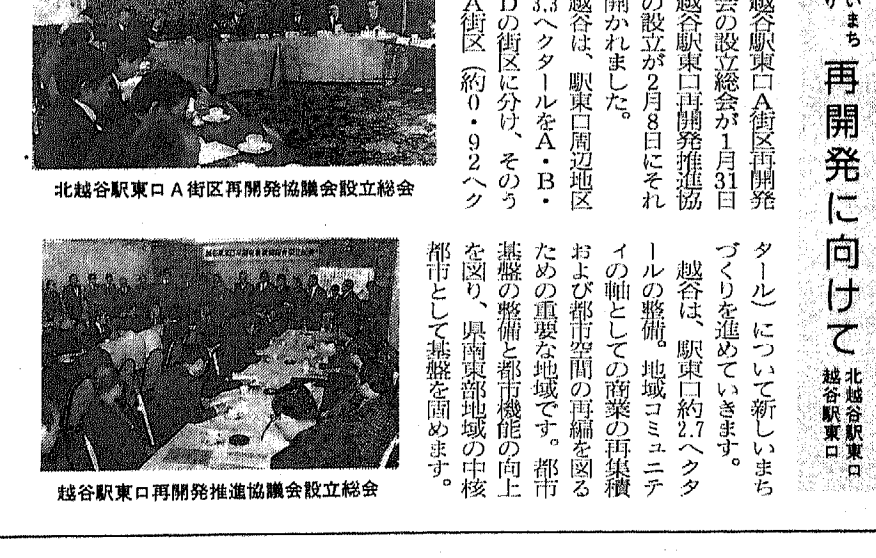 いまち
再開発に向けて
北越谷駅東口
越谷駅東口
越谷駅東口A街区再開発
会の設立総会が1月31日
越谷駅東口再開発推進協
の設立が2月8日にそれ
開かれました。
越谷は、駅東口周辺地区
3.3ヘクタールをA・B・
Dの街区に分け、そのう
A街区(約0・92ヘク
タール)について新しいまち
づくりを進めていきます。
越谷は、駅東口約2.7ヘクタ
ールの整備。地域コミュニテ
ィの軸としての商業の再集積
および都市空間の再編を図る
ための重要な地域です。都市
基盤の整備と都市機能の向上
を図り、県南東部地域の中核
都市として基盤を固めます。
北越谷駅東口A街区再開発協議会設立総会
越谷駅東口再開発推進協議会設立総会